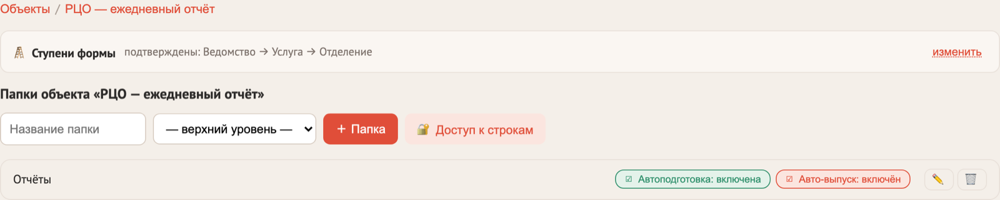 Объекты / РЦО — ежедневный отчёт
Ступени формы подтверждены: Ведомство → Услуга → Отделение изменить
Папки объекта «РЦО — ежедневный отчёт»
Название папки — верхний уровень — + Папка Доступ к строкам
Отчёты Автоподготовка: включена Авто-выпуск: включён